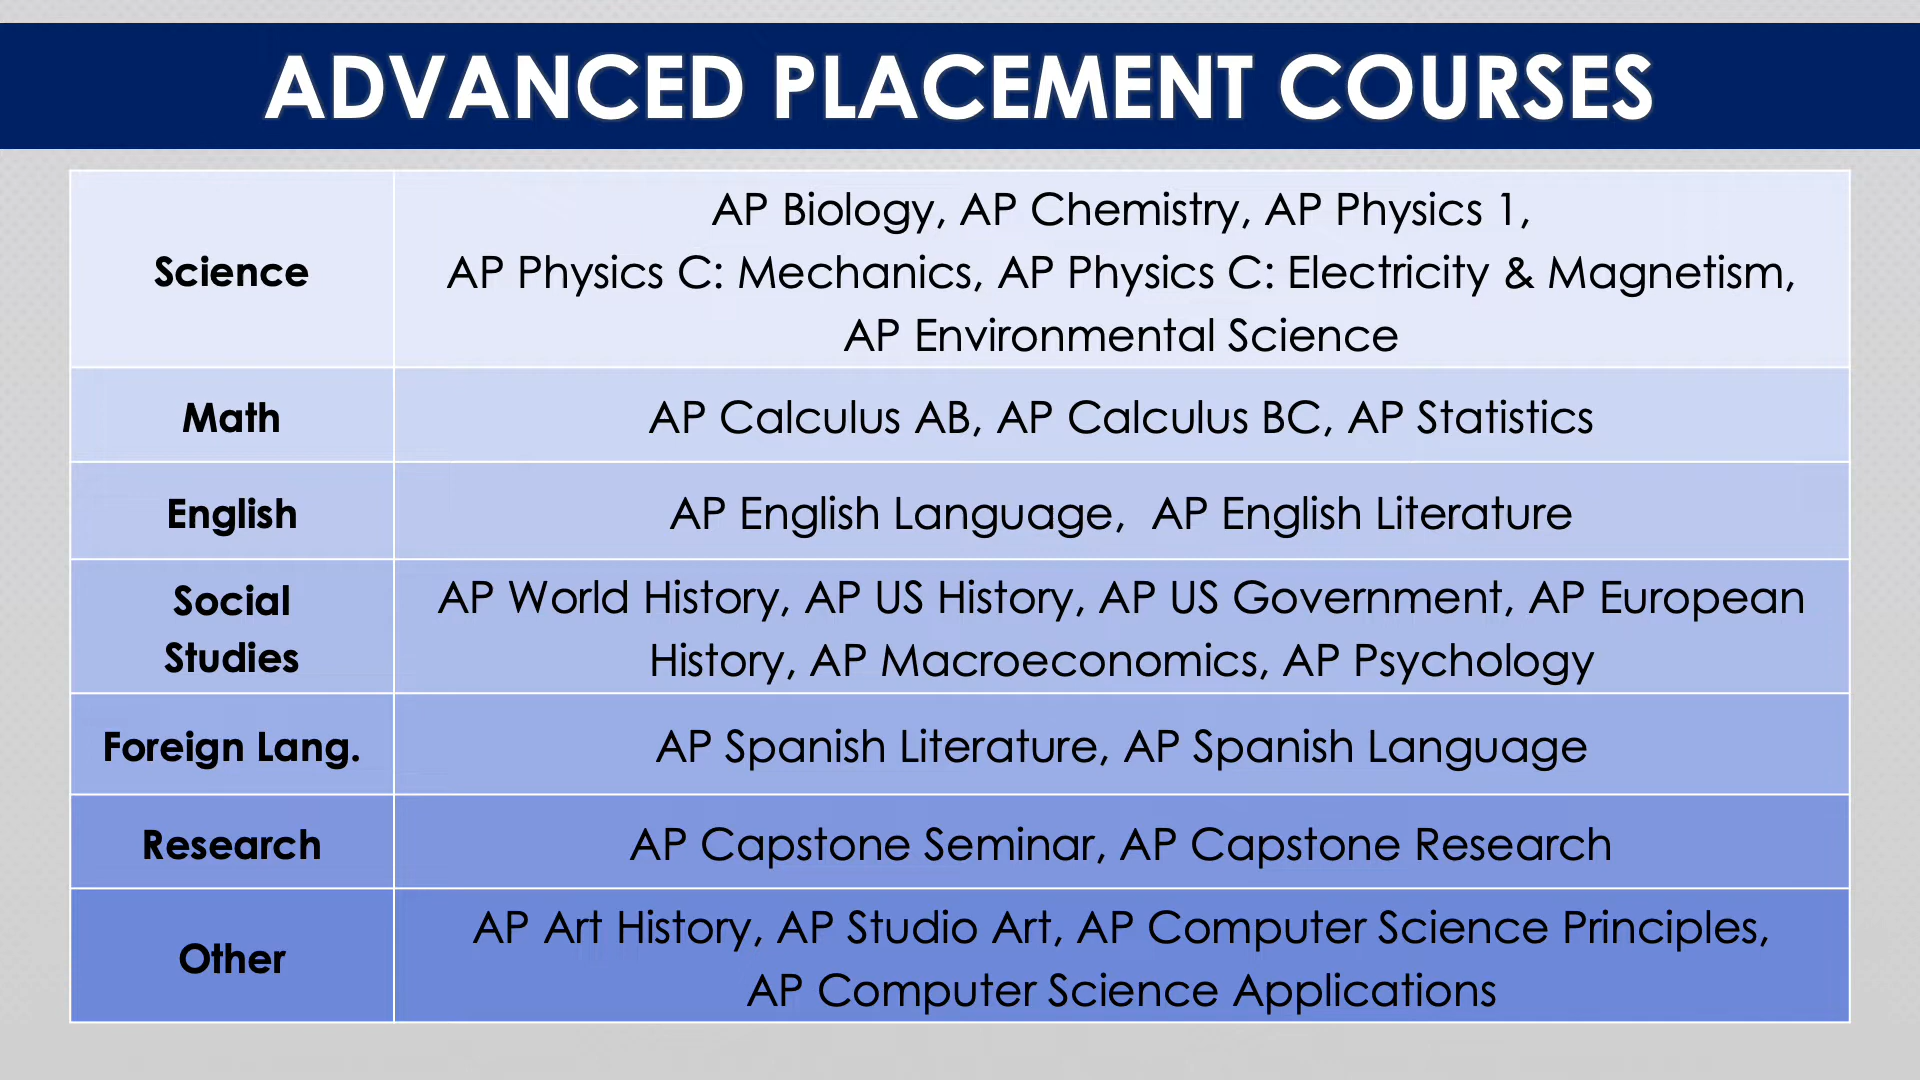 ADVANCED PLACEMENT COURSES
Science
AP Biology, AP Chemistry, AP Physics 1,
AP Physics C: Mechanics, AP Physics C: Electricity & Magnetism,
AP Environmental Science
Math
AP Calculus AB, AP Calculus BC, AP Statistics
English
AP English Language, AP English Literature
Social
Studies
AP World History, AP US History, AP US Government, AP European
History, AP Macroeconomics, AP Psychology
Foreign Lang.
AP Spanish Literature, AP Spanish Language
Research
AP Capstone Seminar, AP Capstone Research
Other
AP Art History, AP Studio Art, AP Computer Science Principles,
AP Computer Science Applications